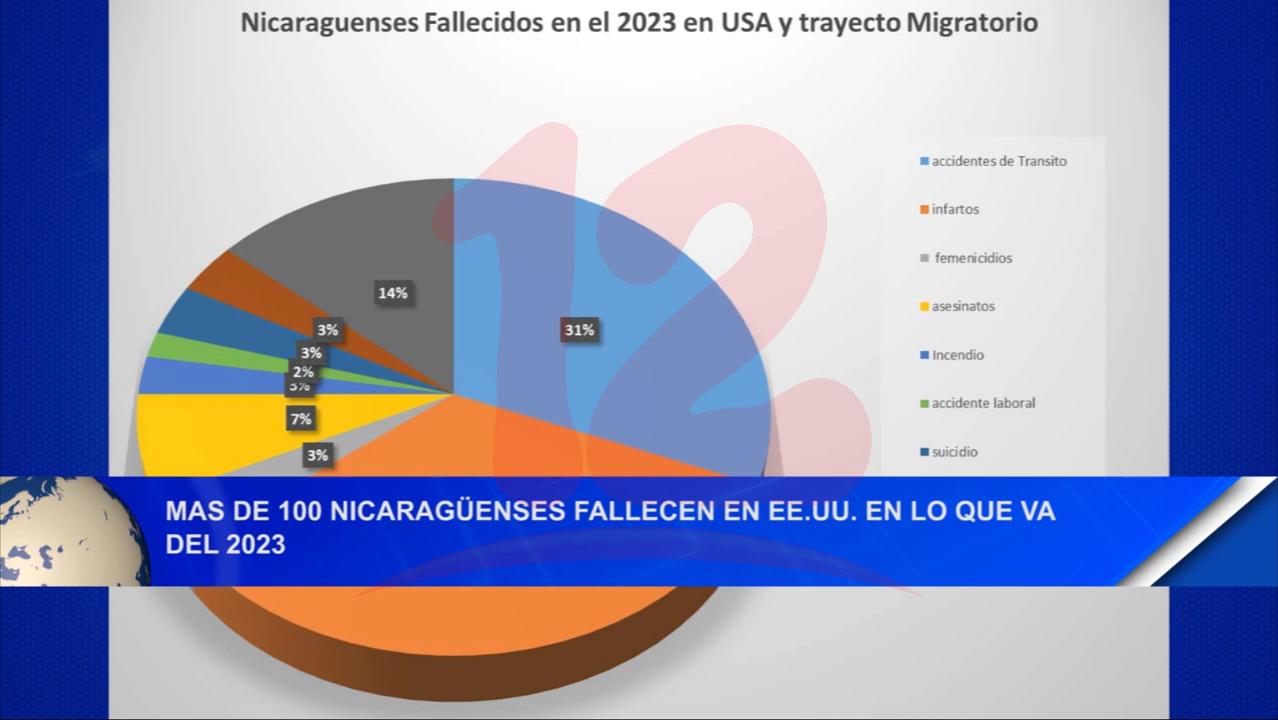 Nicaraguenses Fallecidos en el 2023 en USA y trayecto Migratorio
12
accidentes de Transito
infartos
femenicidios
asesinatos
Incendio
accidente laboral
suicidio
14%
31%
3%
3%
2%
3%
7%
3%
MAS DE 100 NICARAGÜENSES FALLECEN EN EE.UU. EN LO QUE VA
DEL 2023